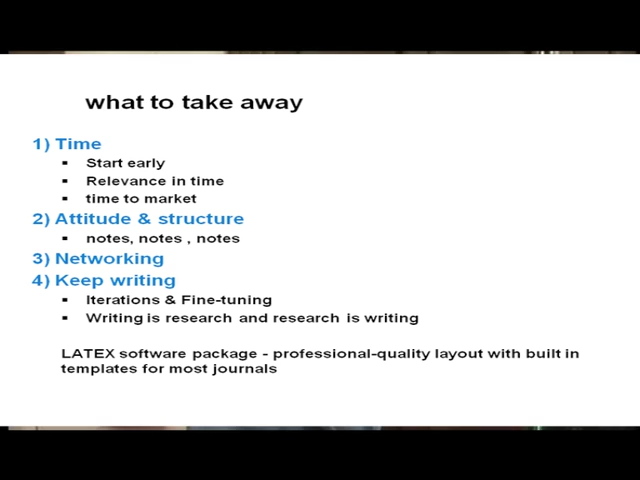 what to take away
1) Time
▪ Start early
▪ Relevance in time
▪ time to market
2) Attitude & structure
▪ notes, notes , notes
3) Networking
4) Keep writing
▪ Iterations & Fine-tuning
▪ Writing is research and research is writing
LATEX software package - professional-quality layout with built in
templates for most journals